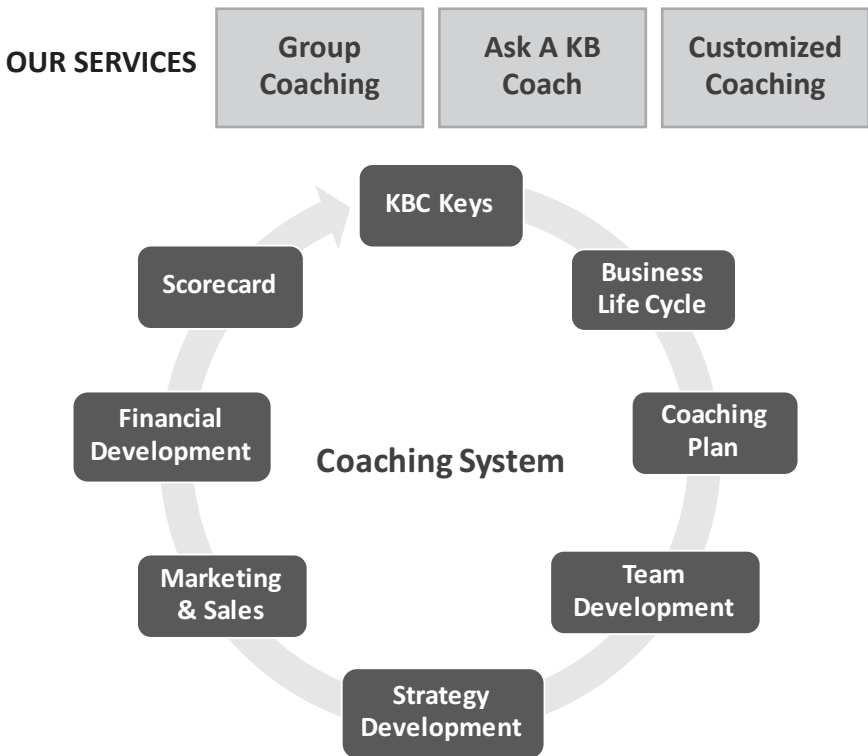 OUR SERVICES
Group
Coaching
Ask A KB
Coach
Customized
Coaching
KBC Keys
Business
Life Cycle
Coaching
Plan
Team
Development
Strategy
Development
Marketing
& Sales
Financial
Development
Scorecard
Coaching System